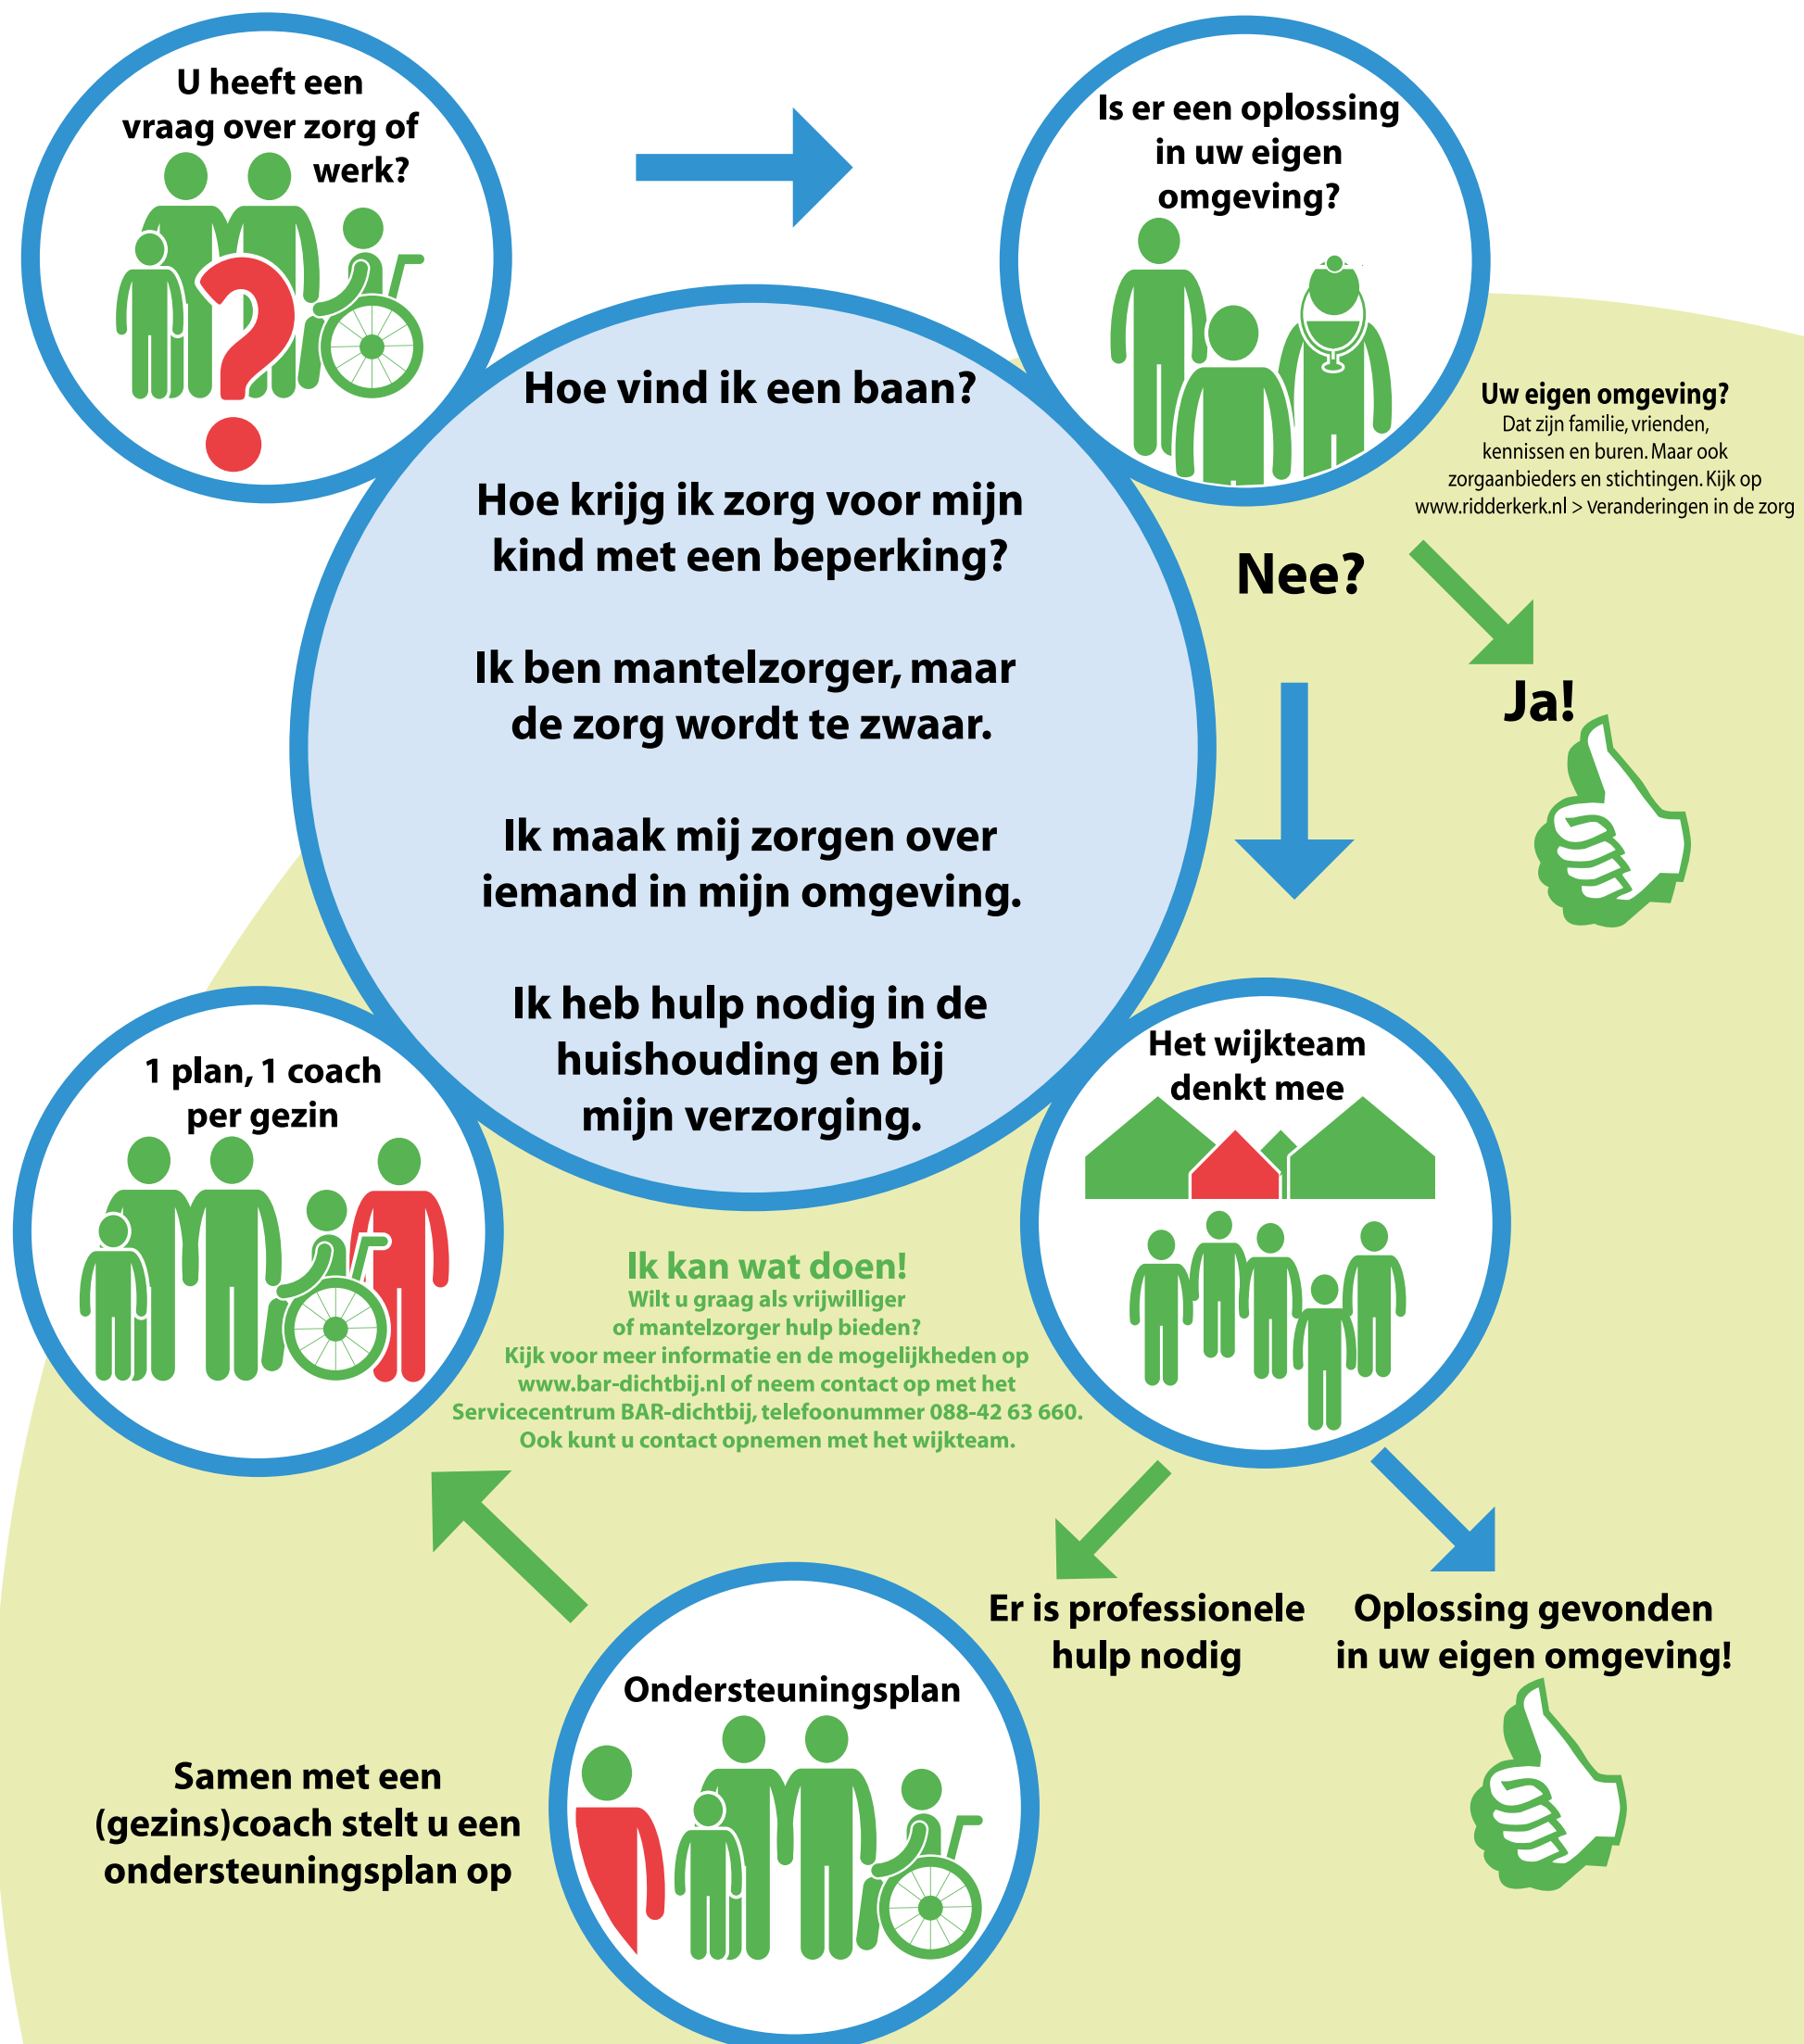 U heeft een
vraag over zorg of
werk?
Is er een oplossing
in uw eigen
omgeving?
Uw eigen omgeving?
Dat zijn familie, vrienden,
kennissen en buren. Maar ook
zorgaanbieders en stichtingen. Kijk op
www.ridderkerk.nl > Veranderingen in de zorg
Nee?
Ja!
Hoe vind ik een baan?
Hoe krijg ik zorg voor mijn
kind met een beperking?
Ik ben mantelzorger, maar
de zorg wordt te zwaar.
Ik maak mij zorgen over
iemand in mijn omgeving.
Ik heb hulp nodig in de
huishouding en bij
mijn verzorging.
Het wijkteam
denkt mee
1 plan, 1 coach
per gezin
Ik kan wat doen!
Wilt u graag als vrijwilliger
of mantelzorger hulp bieden?
Kijk voor meer informatie en de mogelijkheden op
www.bar-dichtbij.nl of neem contact op met het
Servicecentrum BAR-dichtbij, telefoonummer 088-42 63 660.
Ook kunt u contact opnemen met het wijkteam.
Er is professionele
hulp nodig
Oplossing gevonden
in uw eigen omgeving!
Ondersteuningsplan
Samen met een
(gezins)coach stelt u een
ondersteuningsplan op